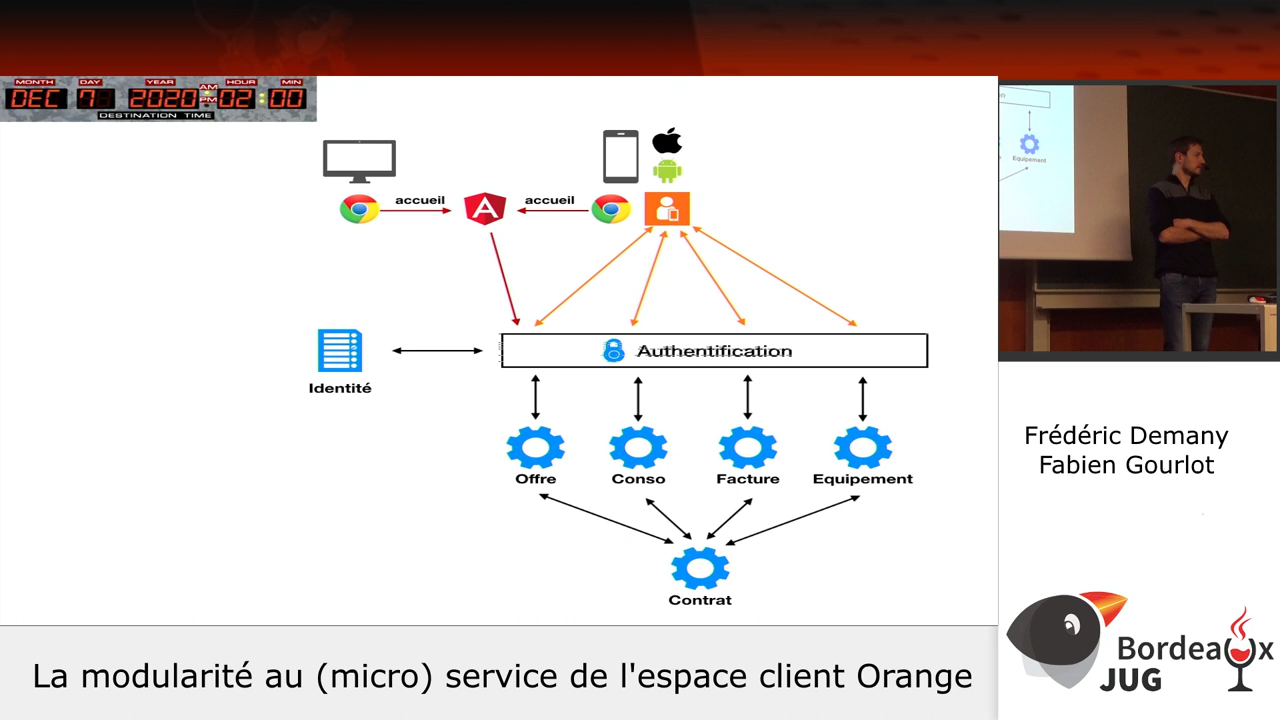 MONTH DAY YEAR AM HOUR MIN
DEC 7 2020 PM 02 : 00
DESTINATION TIME
accueil
accueil
Authentification
Identité
Offre
Conso
Facture
Equipement
Contrat
Equipement
Frédéric Demany
Fabien Gourlot
Bordeaux
JUG
La modularité au (micro) service de l'espace client Orange